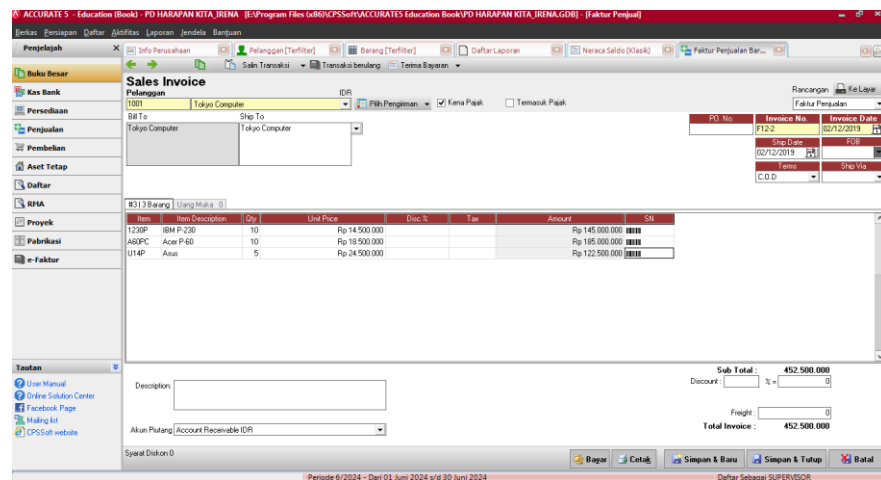 ACCURATE 5 - Education (Book) - PD HARAPAN KITA_IRENA [E:\Program Files (x86)\CPSSoft\ACCURATE5 Education Book\PD HARAPAN KITA_IRENA.GDB] - [Faktur Penjual]
Berkas Persiapan Daftar Aktifitas Laporan Jendela Bantuan
Penjelajah
Info Perusahaan Pelanggan [Terfilter] Barang [Terfilter] Daftar Laporan Neraca Saldo (Klasik) Faktur Penjualan Bar...
Salin Transaksi Transaksi berulang Terima Bayaran
Buku Besar
Kas Bank
Persediaan
Penjualan
Pembelian
Aset Tetap
Daftar
RMA
Proyek
Pabrikasi
e-Faktur
Sales Invoice
Pelanggan IDR
1001 Tokyo Computer Pilih Pengiriman Kena Pajak Termasuk Pajak
Rancangan Ke Layar
Faktur Penjualan
Bill To Ship To
Tokyo Computer Tokyo Computer
PO. No. Invoice No. Invoice Date
F12-2 02/12/2019
Ship Date FOB
02/12/2019
Terms Ship Via
C.O.D
#3|3 Barang Uang Muka 0
Item Item Description Qty Unit Price Disc % Tax Amount SN
1230P IBM P-230 10 Rp 14.500.000 Rp 145.000.000
A60PC Acer P-60 10 Rp 18.500.000 Rp 185.000.000
U14P Asus 5 Rp 24.500.000 Rp 122.500.000
Tautan
User Manual
Online Solution Center
Facebook Page
Mailing list
CPSSoft website
Description:
Akun Piutang Account Receivable IDR
Sub Total : 452.500.000
Discount : % = 0
Freight : 0
Total Invoice : 452.500.000
Syarat Diskon 0
Bayar Cetak Simpan & Baru Simpan & Tutup Batal
Periode 6/2024 - Dari 01 Juni 2024 s/d 30 Juni 2024 Daftar Sebagai SUPERVISOR